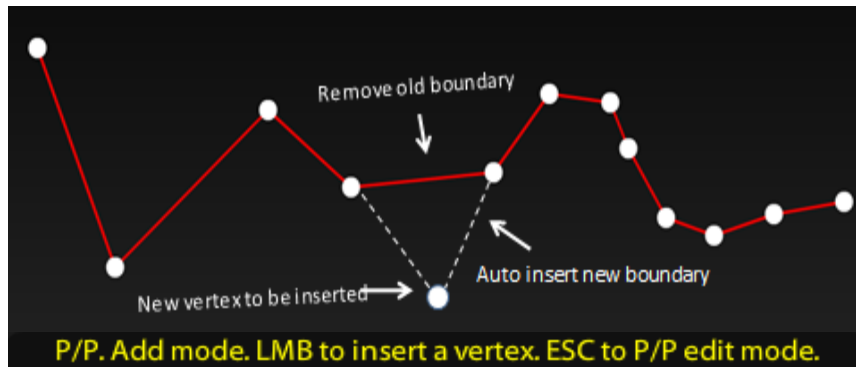 Remove old boundary
Auto insert new boundary
New vertex to be inserted
P/P. Add mode. LMB to insert a vertex. ESC to P/P edit mode.